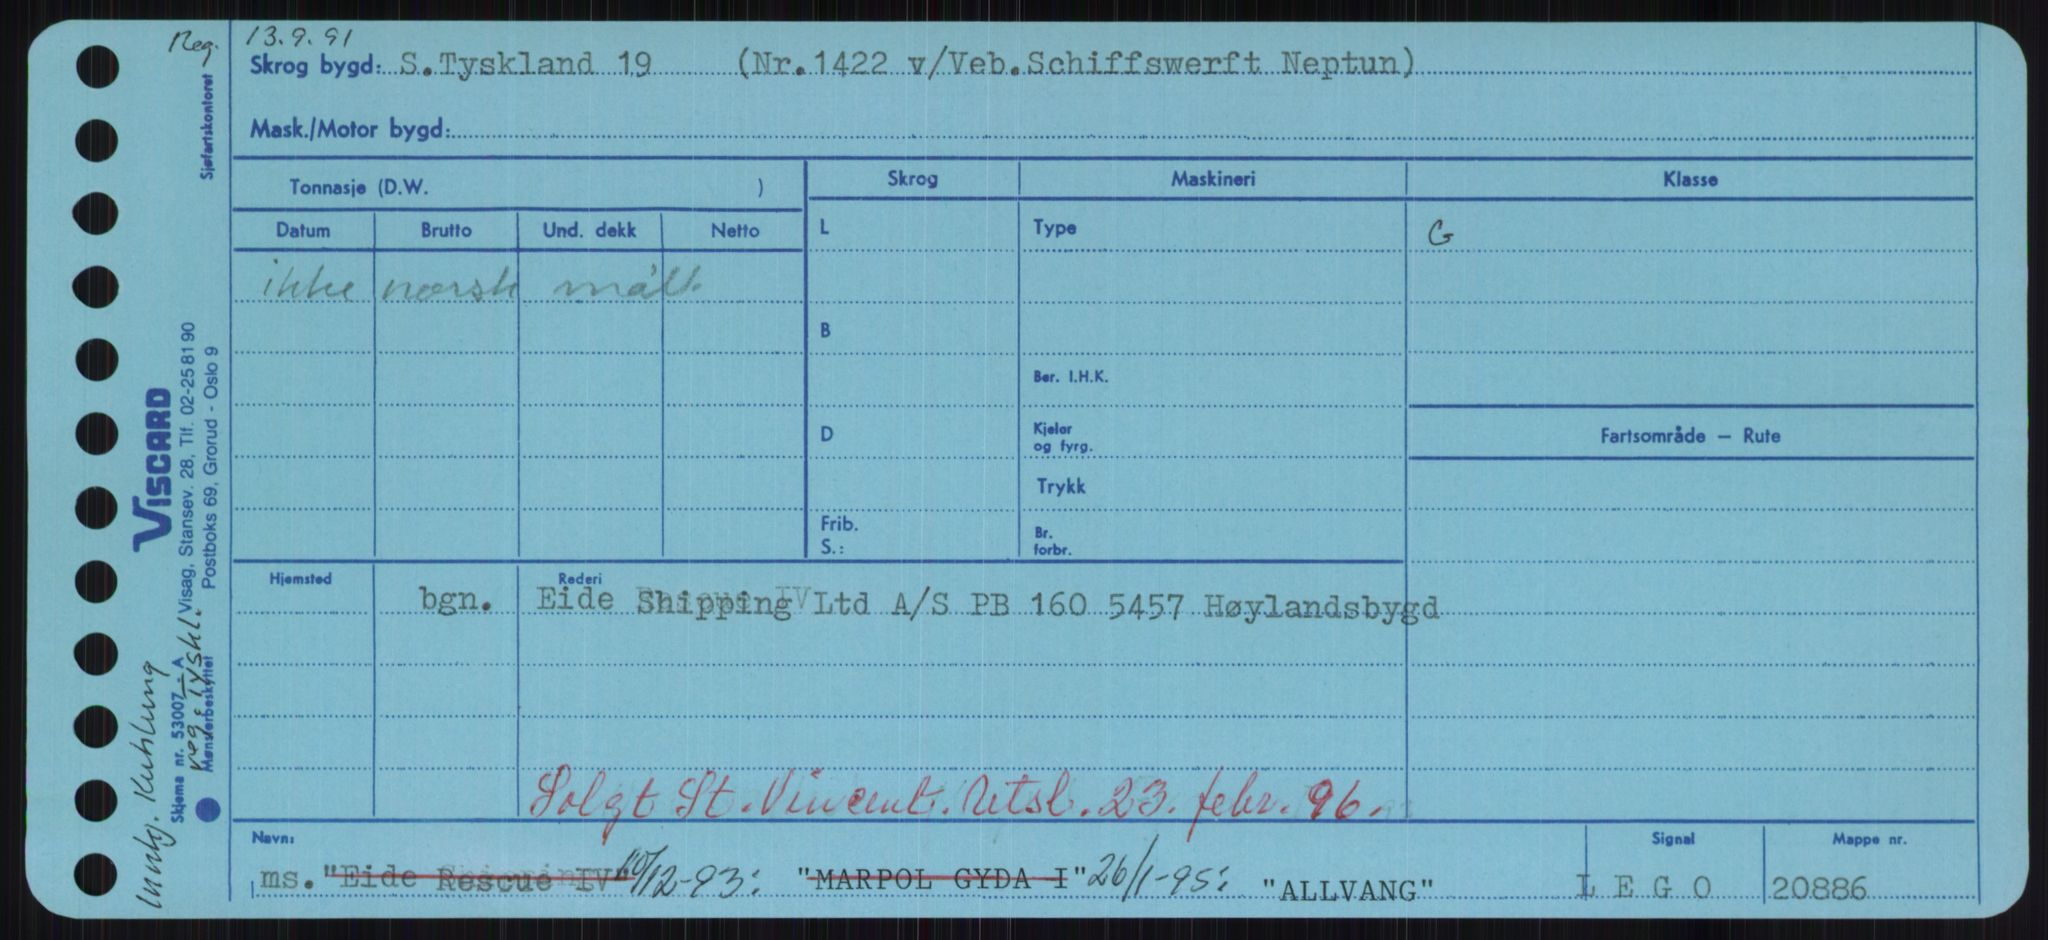 Reg. 13.9.91
Skrog bygd: S.Tyskland 19 (Nr.1422 v/Veb.Schiffswerft Neptun)
Mask./Motor bygd:
Tonnasje (D.W. )
Datum Brutto Und. dekk Netto
ikke norsk målt.
Skrog Maskineri Klasse
L Type G
B
Ber. I.H.K.
D Kjeler og fyrg.
Fartsområde – Rute
Trykk
Frib.
S.:
Br. forbr.
Hjemsted Rederi
bgn. Eide Shipping Ltd A/S PB 160 5457 Høylandsbygd
Solgt St. Vincent. Utsl. 23. febr. 96.
Navn: Signal Mappe nr.
ms. "Eide Rescue IV" 10/12-93: "MARPOL GYDA I" 26/1-95: "ALLVANG" L E G O 20886
Sjøfartskontoret
VISCARD
Visag, Stansev. 28, Tlf. 02-25 81 90
Postboks 69, Grorud - Oslo 9
Skjema nr. 53007 - A
Mønsterbeskyttet
Innkj. Kuhlung
reg. i Tyskl.